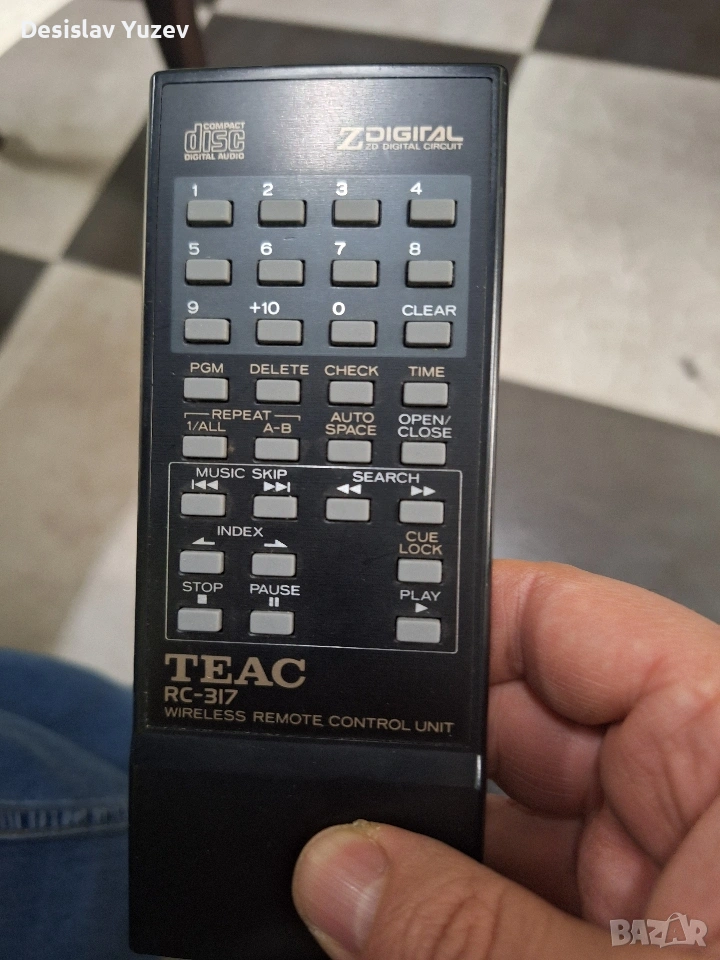 Desislav Yuzev
COMPACT
disc
DIGITAL AUDIO
ZDIGITAL
ZD DIGITAL CIRCUIT
1 2 3 4
5 6 7 8
9 +10 0 CLEAR
PGM DELETE CHECK TIME
REPEAT
1/ALL A-B
AUTO
SPACE
OPEN/
CLOSE
MUSIC SKIP SEARCH
INDEX
CUE
LOCK
STOP PAUSE PLAY
TEAC
RC-317
WIRELESS REMOTE CONTROL UNIT
BAZAR